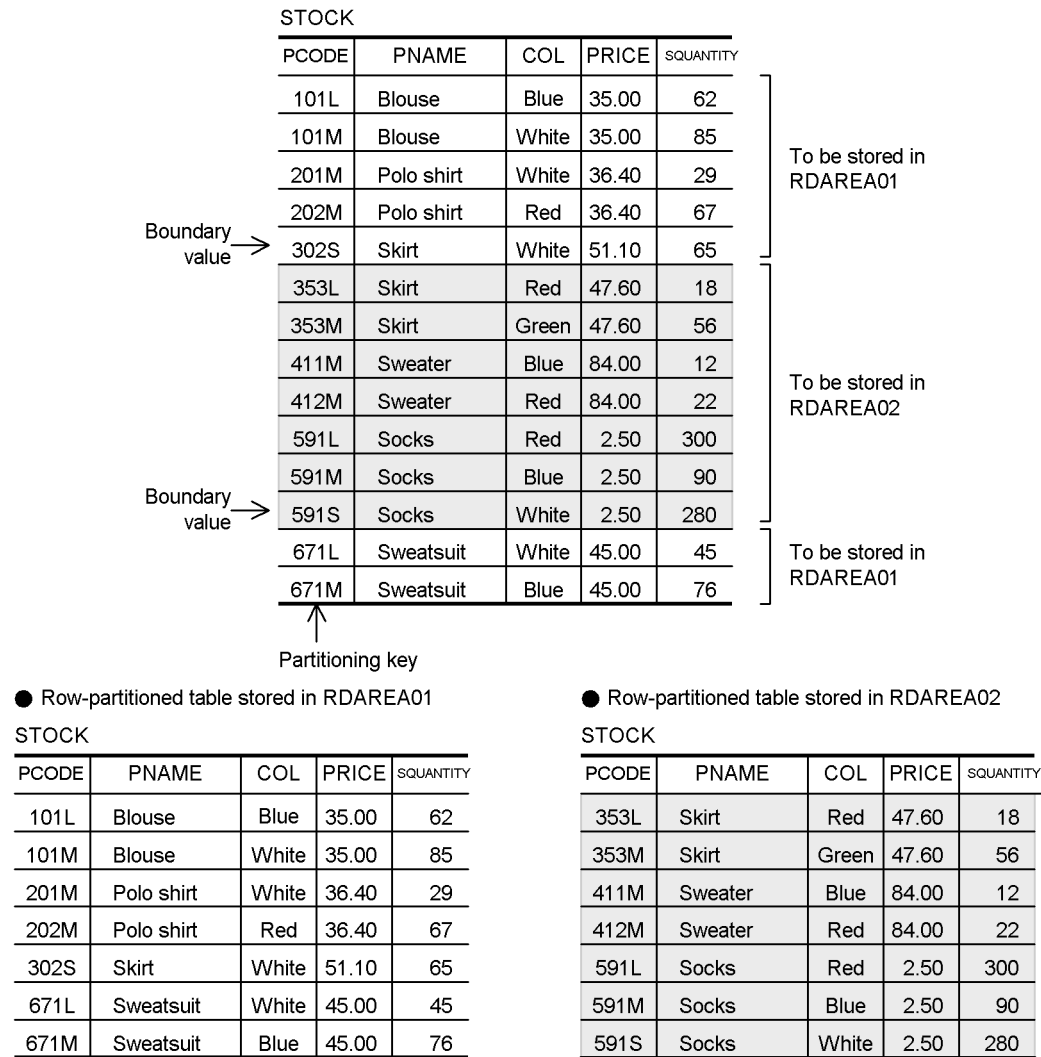 STOCK
PCODE PNAME COL PRICE SQUANTITY
101L Blouse Blue 35.00 62
101M Blouse White 35.00 85
201M Polo shirt White 36.40 29
202M Polo shirt Red 36.40 67
302S Skirt White 51.10 65
353L Skirt Red 47.60 18
353M Skirt Green 47.60 56
411M Sweater Blue 84.00 12
412M Sweater Red 84.00 22
591L Socks Red 2.50 300
591M Socks Blue 2.50 90
591S Socks White 2.50 280
671L Sweatsuit White 45.00 45
671M Sweatsuit Blue 45.00 76
To be stored in
RDAREA01
Boundary
value
To be stored in
RDAREA02
Boundary
value
To be stored in
RDAREA01
Partitioning key
● Row-partitioned table stored in RDAREA01
STOCK
PCODE PNAME COL PRICE SQUANTITY
101L Blouse Blue 35.00 62
101M Blouse White 35.00 85
201M Polo shirt White 36.40 29
202M Polo shirt Red 36.40 67
302S Skirt White 51.10 65
671L Sweatsuit White 45.00 45
671M Sweatsuit Blue 45.00 76
● Row-partitioned table stored in RDAREA02
STOCK
PCODE PNAME COL PRICE SQUANTITY
353L Skirt Red 47.60 18
353M Skirt Green 47.60 56
411M Sweater Blue 84.00 12
412M Sweater Red 84.00 22
591L Socks Red 2.50 300
591M Socks Blue 2.50 90
591S Socks White 2.50 280